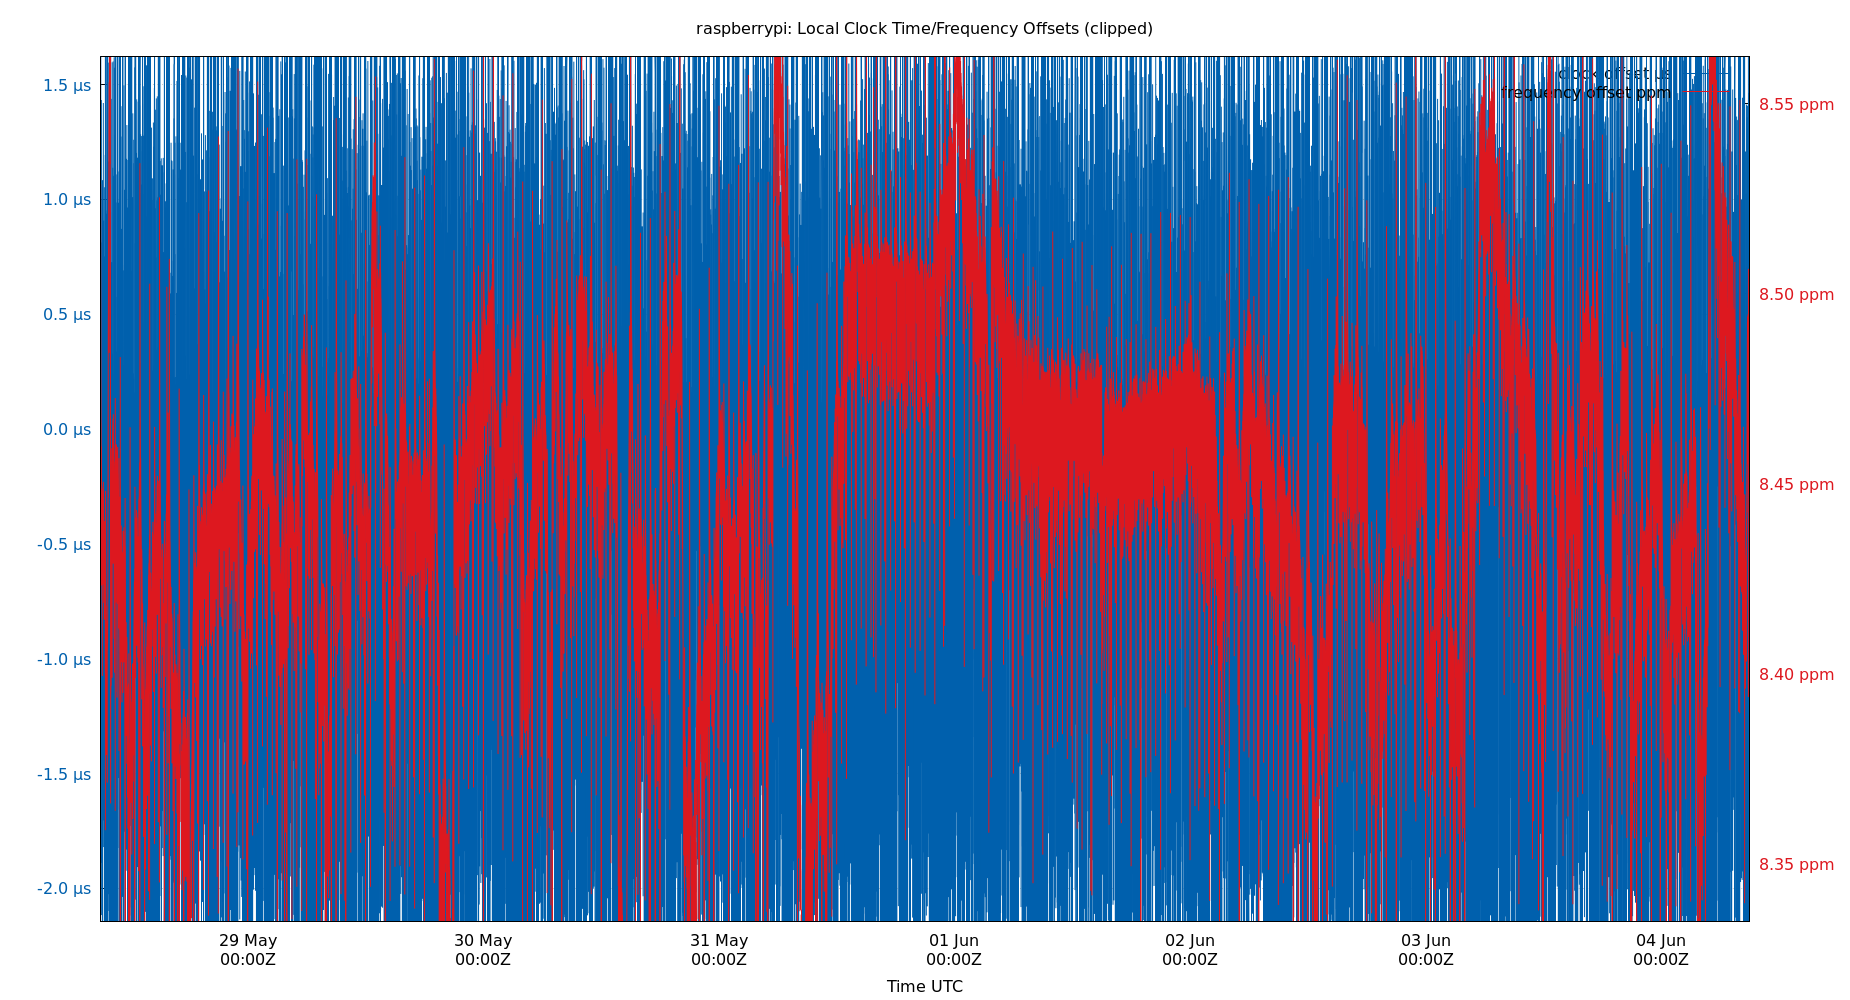 raspberrypi: Local Clock Time/Frequency Offsets (clipped)
clock offset µs
frequency offset ppm
1.5 µs
1.0 µs
0.5 µs
0.0 µs
-0.5 µs
-1.0 µs
-1.5 µs
-2.0 µs
8.55 ppm
8.50 ppm
8.45 ppm
8.40 ppm
8.35 ppm
29 May
00:00Z
30 May
00:00Z
31 May
00:00Z
01 Jun
00:00Z
02 Jun
00:00Z
03 Jun
00:00Z
04 Jun
00:00Z
Time UTC